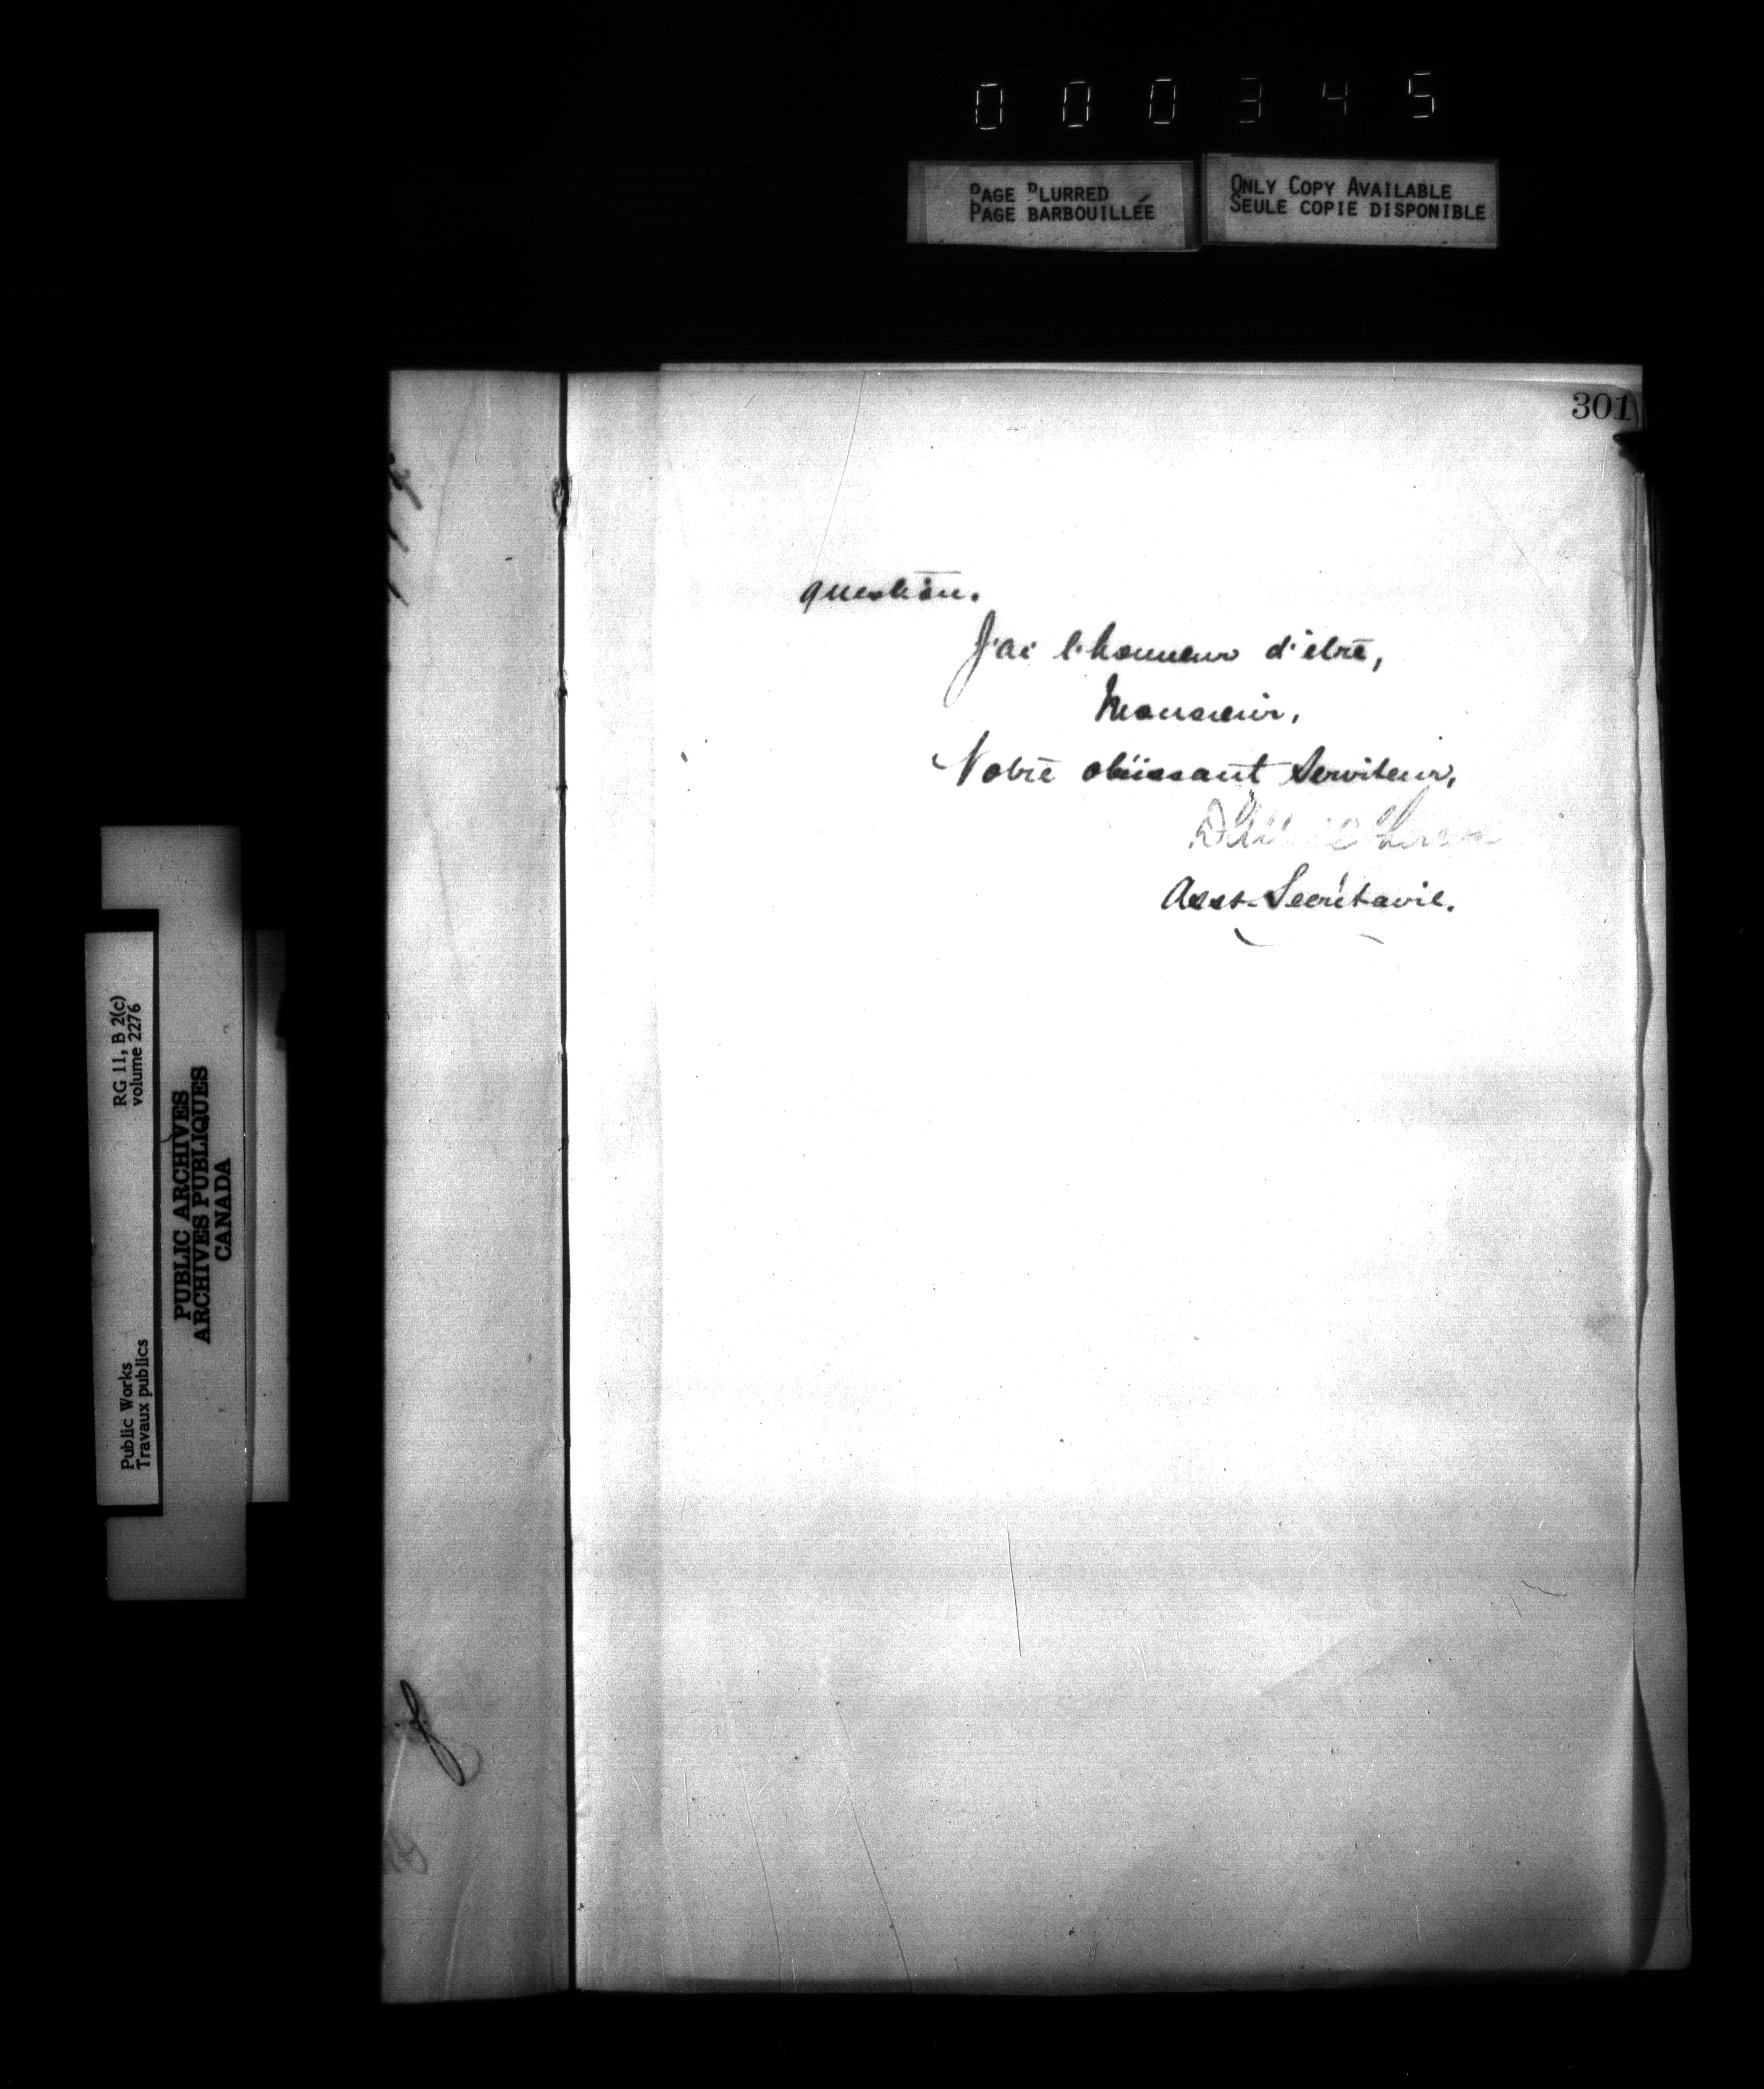 000345
PAGE BLURRED
PAGE BARBOUILLÉE
ONLY COPY AVAILABLE
SEULE COPIE DISPONIBLE
301
question.
J'ai l'honneur d'être,
Monsieur,
Votre obéissant serviteur,
Asst. Secrétaire.
RG 11, B 2(c)
volume 2276
Public Works
Travaux publics
PUBLIC ARCHIVES
ARCHIVES PUBLIQUES
CANADA